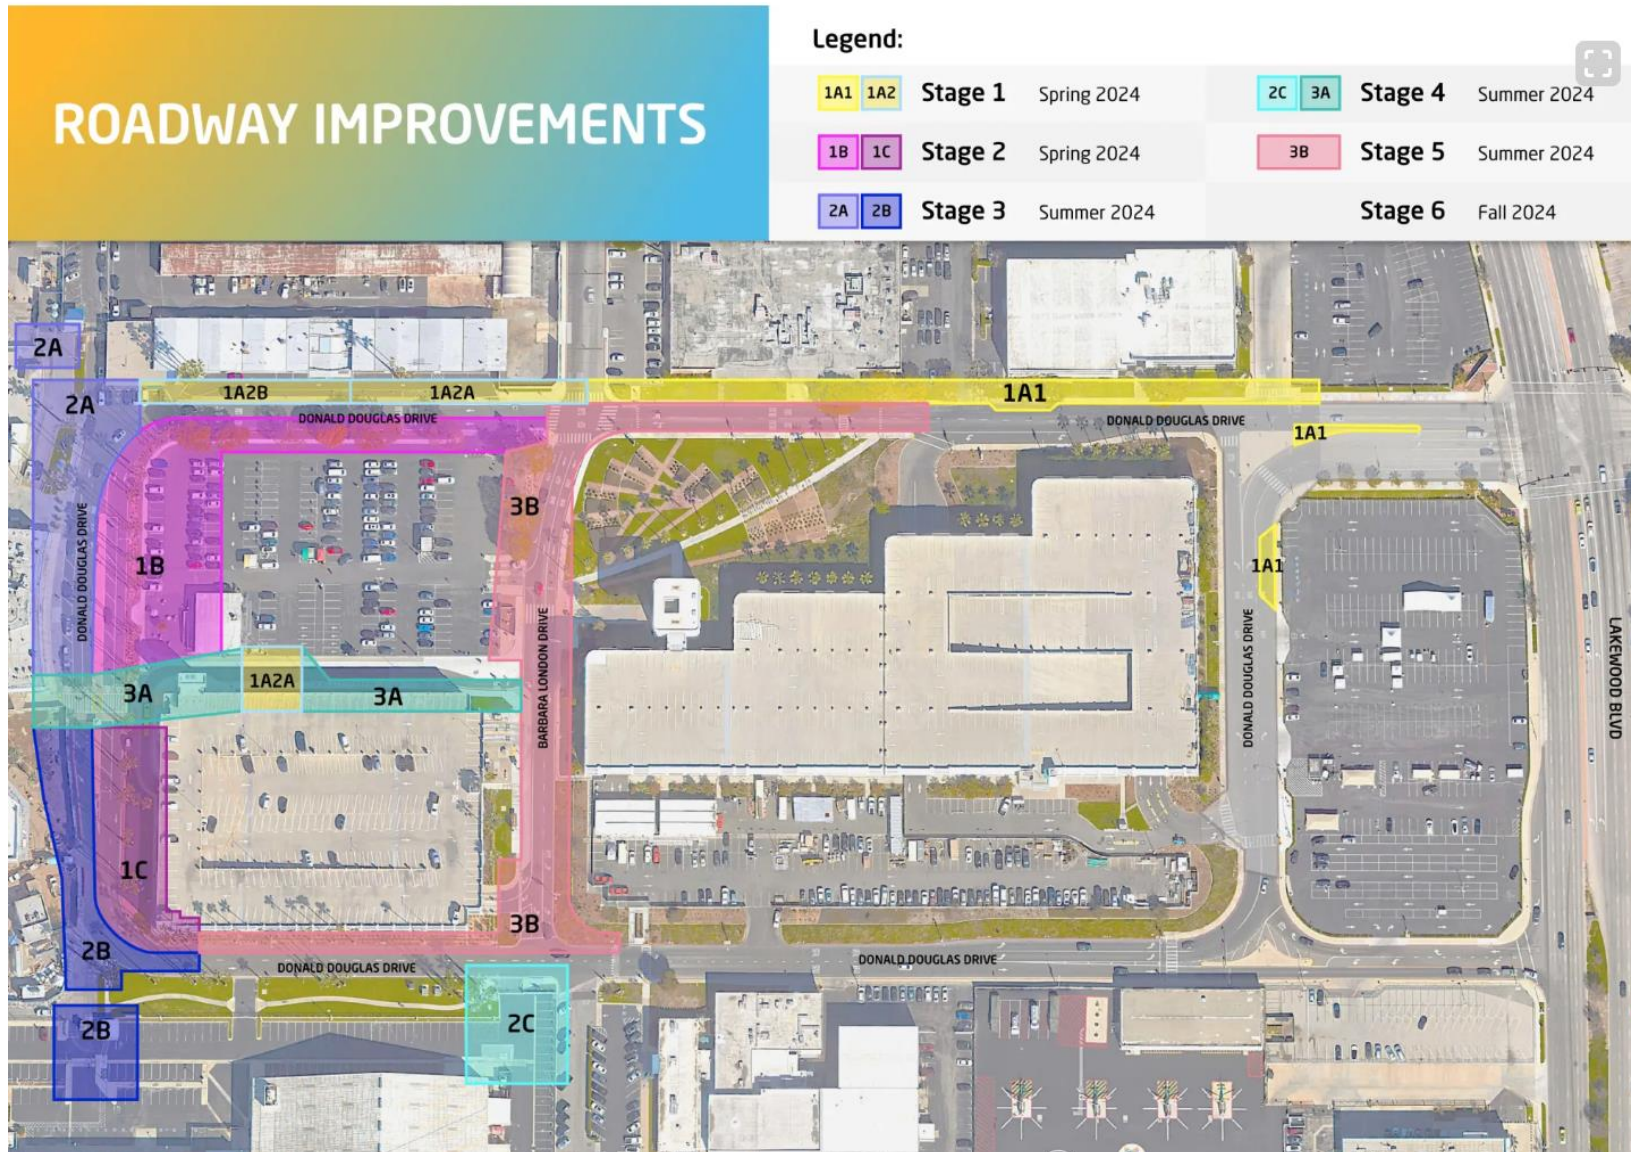 ROADWAY IMPROVEMENTS
Legend:
1A1 1A2 Stage 1 Spring 2024
1B 1C Stage 2 Spring 2024
2A 2B Stage 3 Summer 2024
2C 3A Stage 4 Summer 2024
3B Stage 5 Summer 2024
Stage 6 Fall 2024
2A
2A
1A2B
1A2A
1A1
DONALD DOUGLAS DRIVE
DONALD DOUGLAS DRIVE
1A1
3B
DONALD DOUGLAS DRIVE
1B
1A1
BARBARA LONDON DRIVE
DONALD DOUGLAS DRIVE
LAKEWOOD BLVD
3A
1A2A
3A
1C
3B
2B
DONALD DOUGLAS DRIVE
DONALD DOUGLAS DRIVE
2B
2C